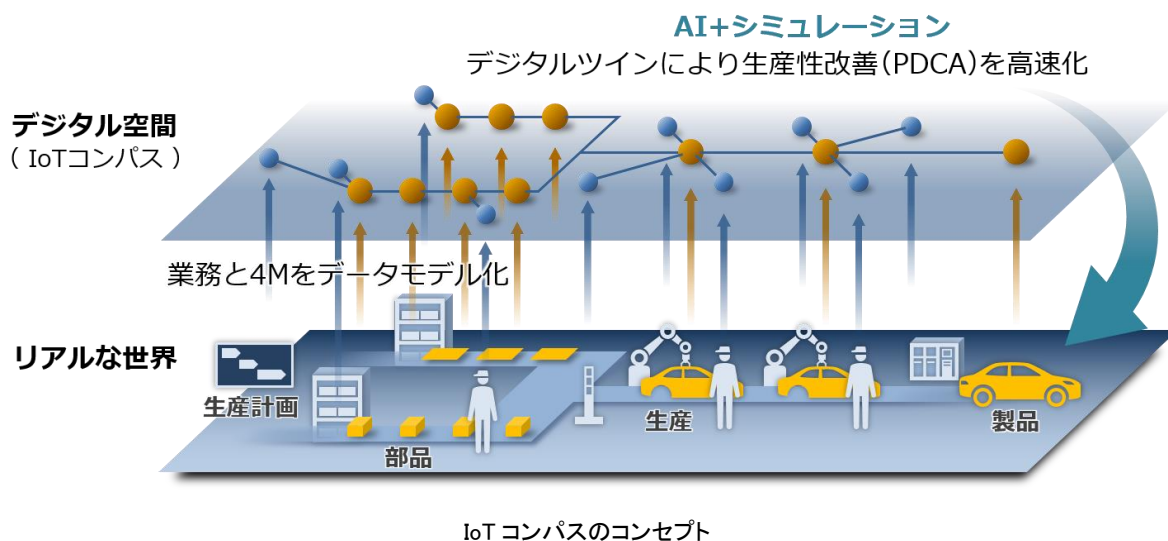 AI+シミュレーション
デジタルツインにより生産性改善(PDCA)を高速化
デジタル空間
( IoTコンパス )
業務と4Mをデータモデル化
リアルな世界
生産計画
部品
生産
製品
IoT コンパスのコンセプト